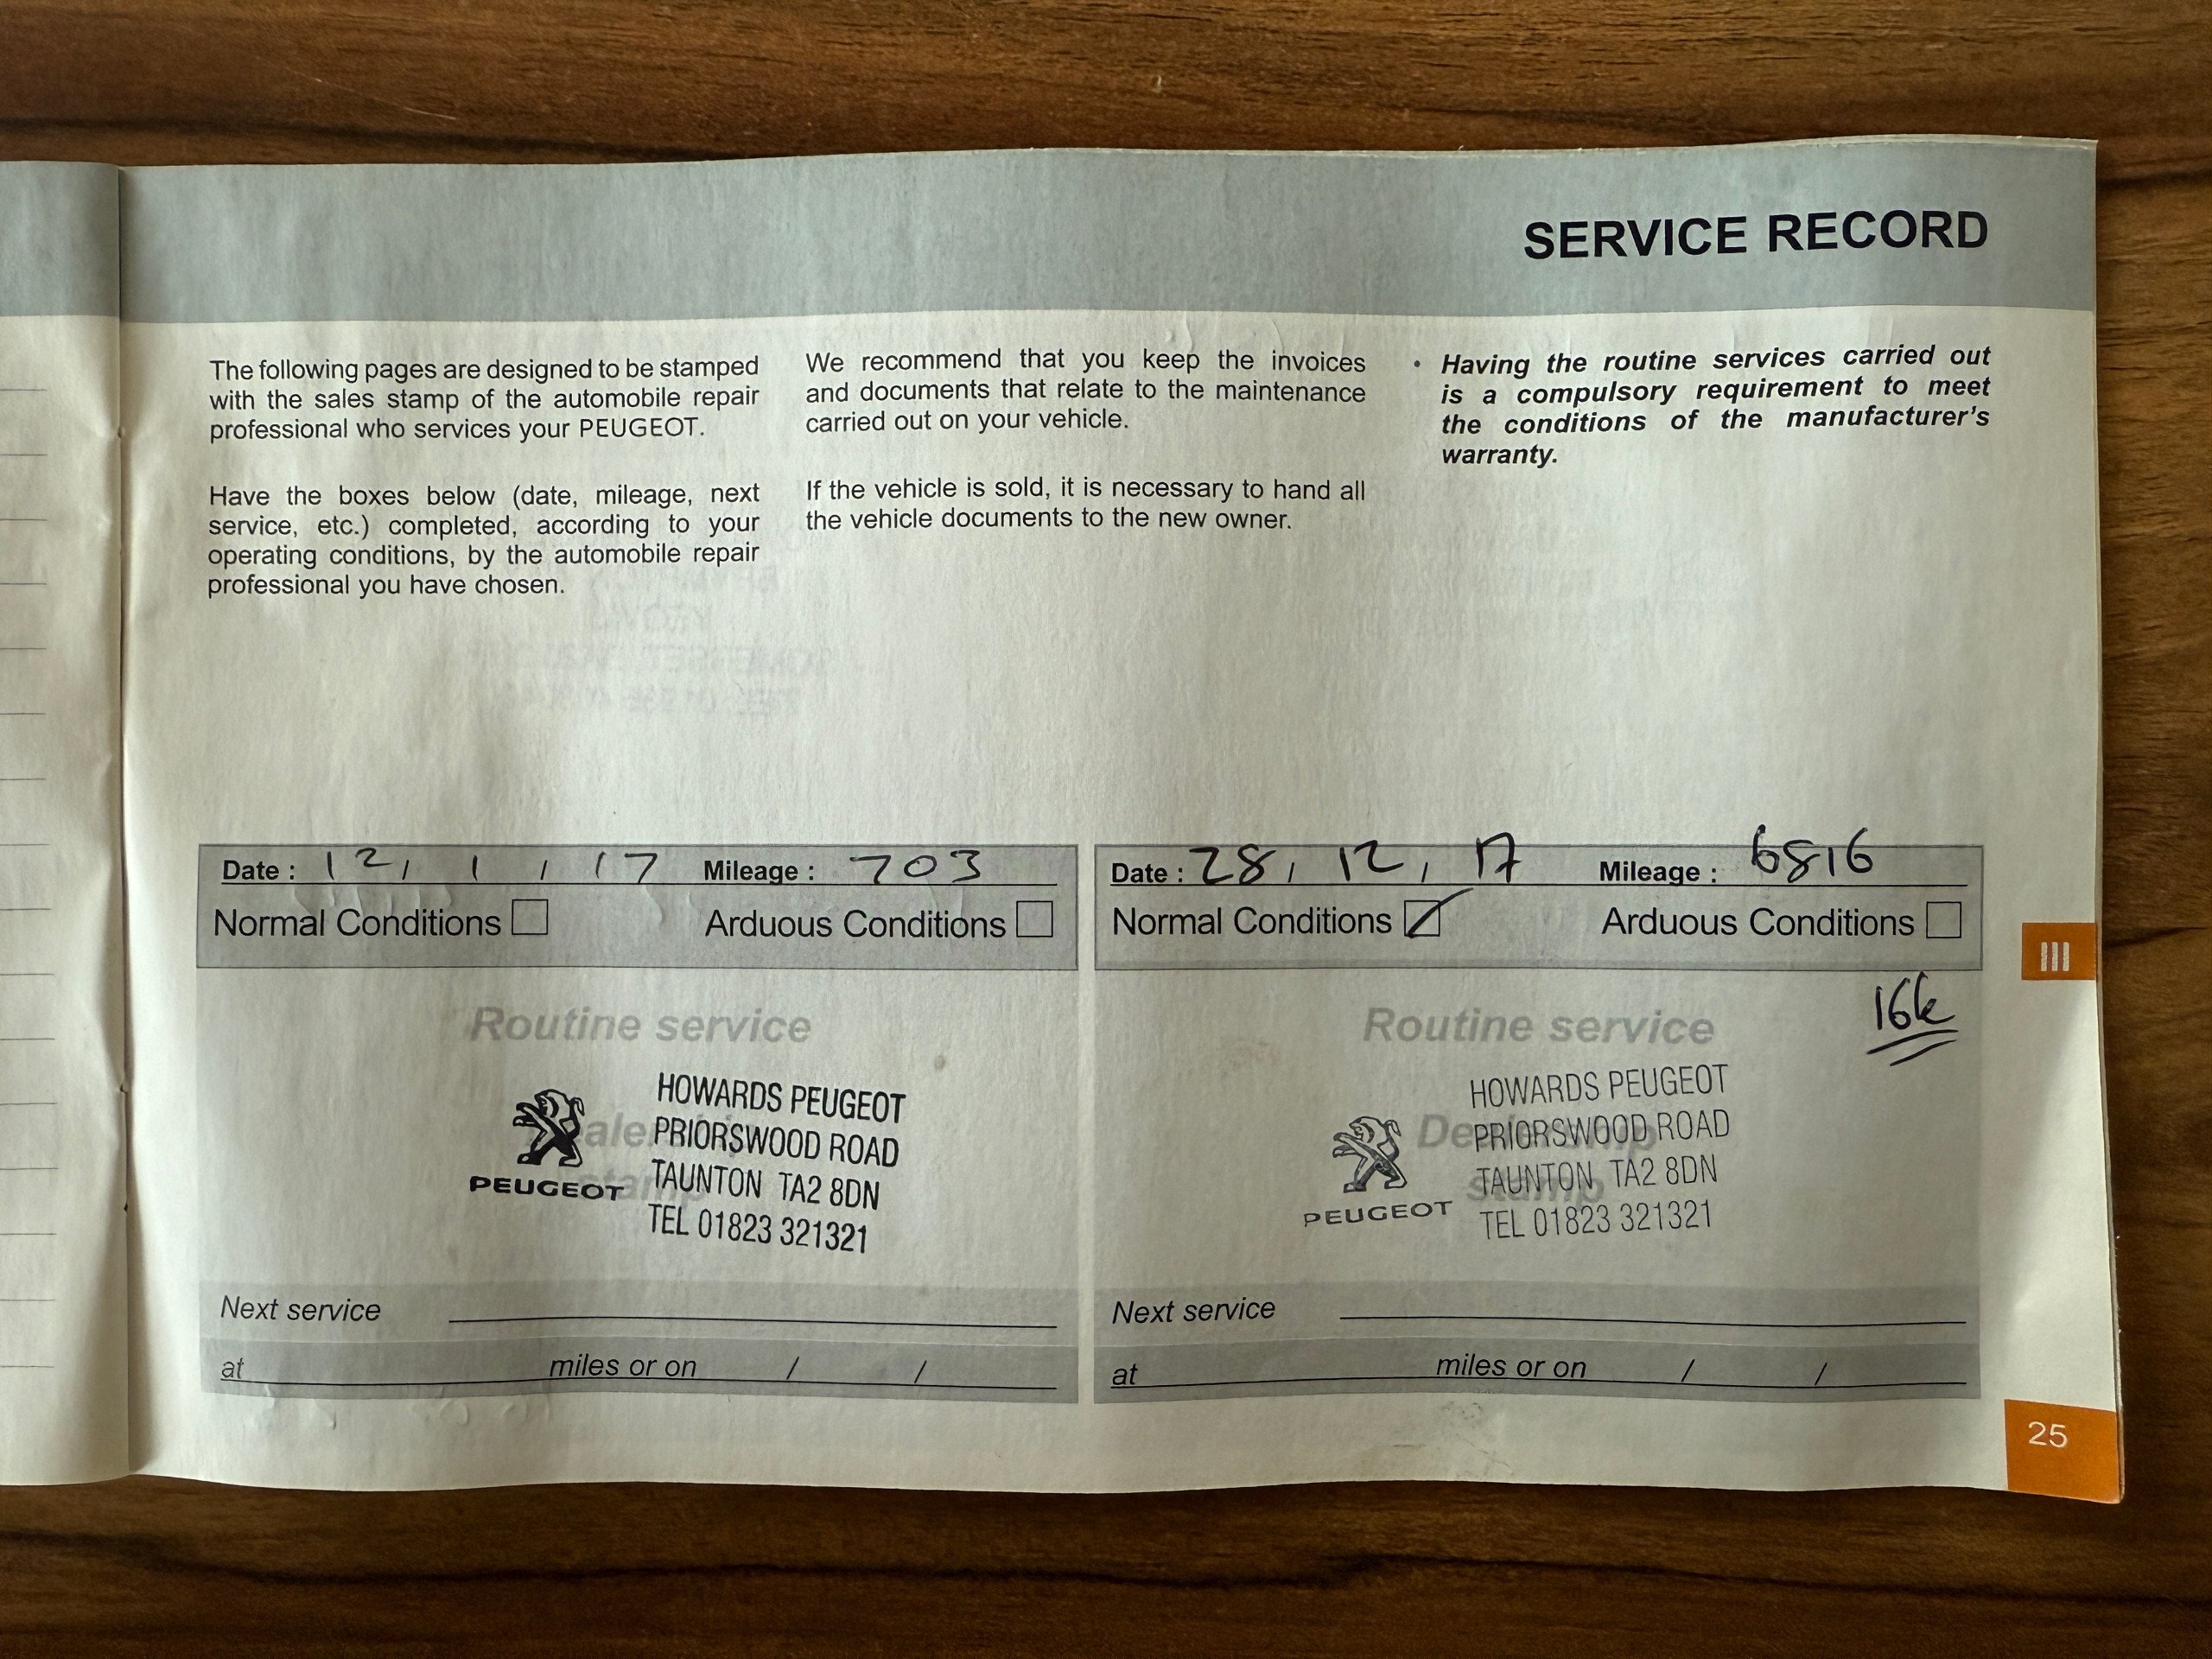 SERVICE RECORD
The following pages are designed to be stamped
with the sales stamp of the automobile repair
professional who services your PEUGEOT.
Have the boxes below (date, mileage, next
service, etc.) completed, according to your
operating conditions, by the automobile repair
professional you have chosen.
We recommend that you keep the invoices
and documents that relate to the maintenance
carried out on your vehicle.
If the vehicle is sold, it is necessary to hand all
the vehicle documents to the new owner.
• Having the routine services carried out
is a compulsory requirement to meet
the conditions of the manufacturer's
warranty.
Date : 12 / 1 / 17 Mileage : 703
Normal Conditions Arduous Conditions
Routine service
Dealership
stamp
HOWARDS PEUGEOT
PRIORSWOOD ROAD
TAUNTON TA2 8DN
TEL 01823 321321
PEUGEOT
Next service
at miles or on / /
Date : 28 / 12 / 17 Mileage : 6816
Normal Conditions Arduous Conditions
16k
Routine service
Dealership
stamp
HOWARDS PEUGEOT
PRIORSWOOD ROAD
TAUNTON TA2 8DN
TEL 01823 321321
PEUGEOT
Next service
at miles or on / /
III
25